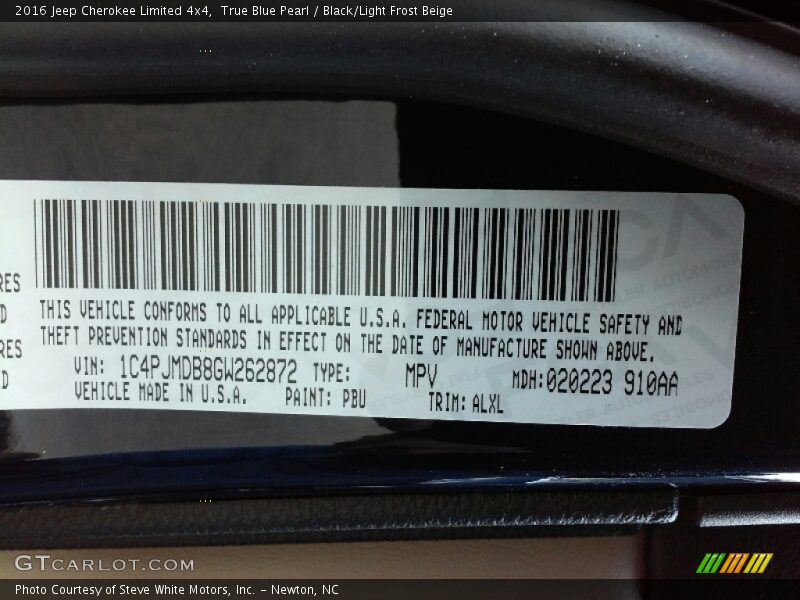 2016 Jeep Cherokee Limited 4x4, True Blue Pearl / Black/Light Frost Beige
THIS VEHICLE CONFORMS TO ALL APPLICABLE U.S.A. FEDERAL MOTOR VEHICLE SAFETY AND
THEFT PREVENTION STANDARDS IN EFFECT ON THE DATE OF MANUFACTURE SHOWN ABOVE.
VIN: 1C4PJMDB8GW262872 TYPE: MPV MDH:020223 910AA
VEHICLE MADE IN U.S.A. PAINT: PBU TRIM: ALXL
GTCARLOT.COM
Photo Courtesy of Steve White Motors, Inc. – Newton, NC